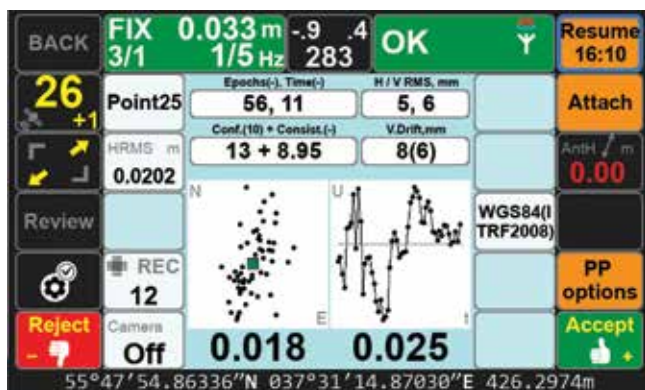 BACK
FIX 0.033 m
3/1 1/5 Hz
-.9 .4
283
OK
Resume
16:10
26
+1
Point25
Epochs(-), Time(-)
56, 11
H / V RMS, mm
5, 6
Attach
HRMS m
0.0202
Conf.(10) + Consist.(-)
13 + 8.95
V.Drift,mm
8(6)
AntH m
0.00
Review
N
U
WGS84(I
TRF2008)
REC
12
E
t
PP
options
Reject
-
Camera
Off
0.018
0.025
Accept
+
55°47'54.86336"N 037°31'14.87030"E 426.2974m